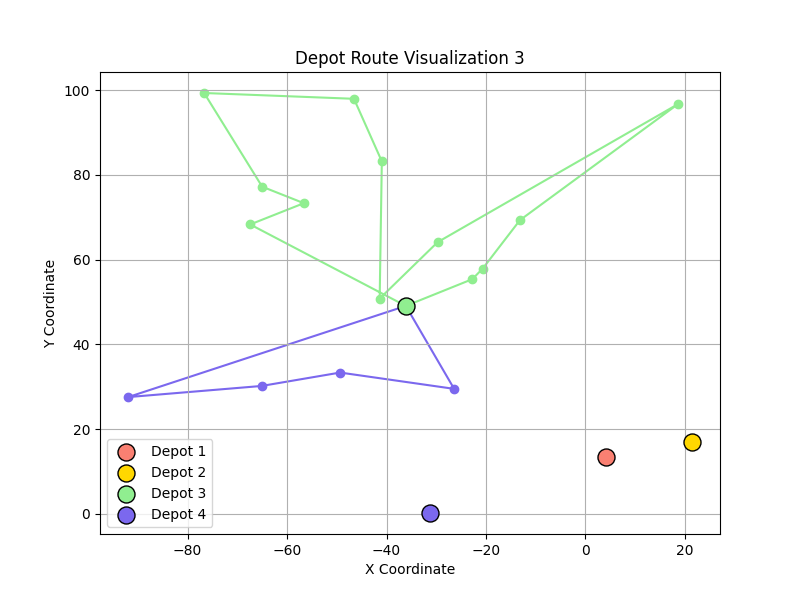 Depot Route Visualization 3
Y Coordinate
100
80
60
40
20
0
Depot 1
Depot 2
Depot 3
Depot 4
−80
−60
−40
−20
0
20
X Coordinate